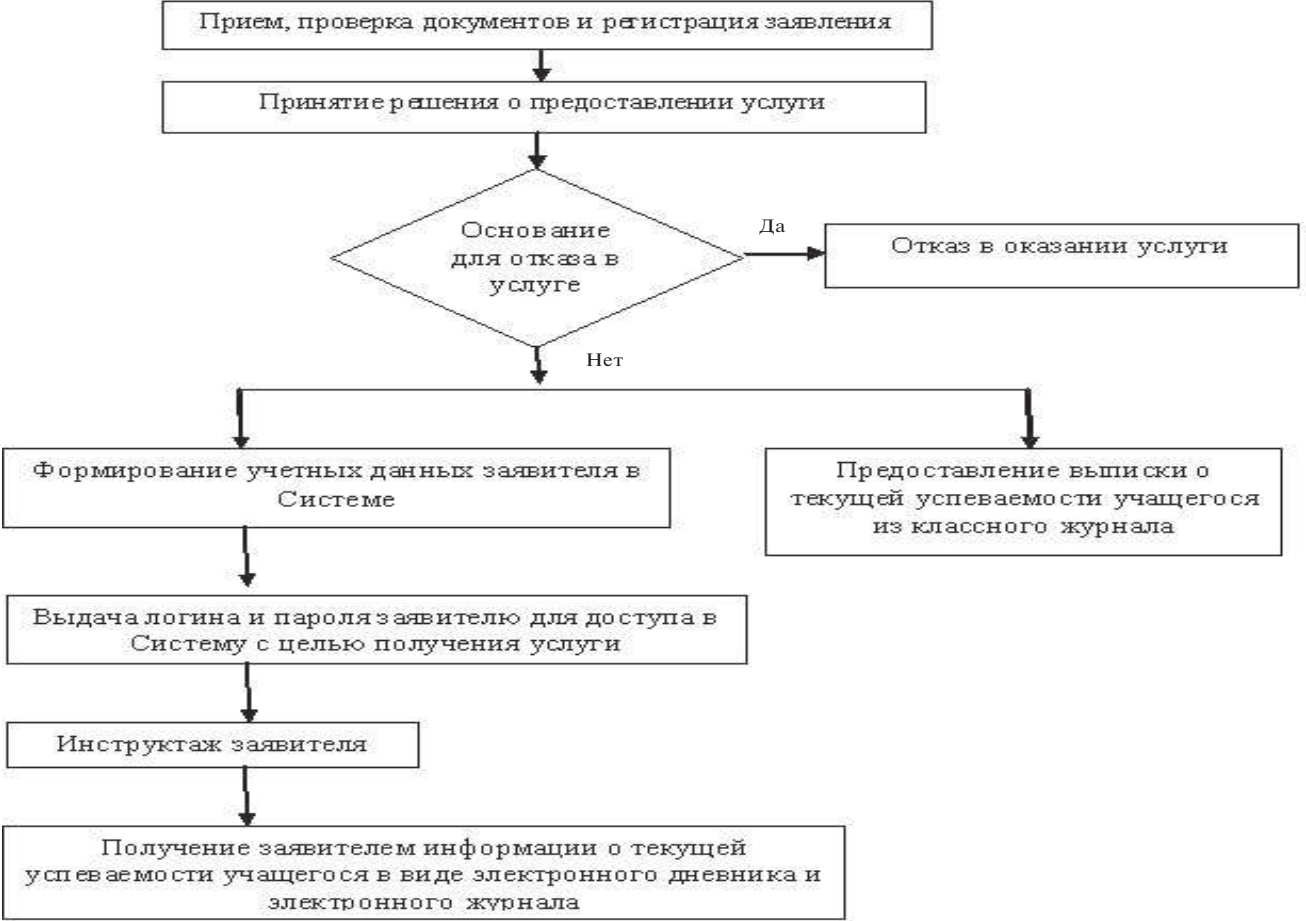 Прием, проверка документов и регистрация заявления
Принятие решения о предоставлении услуги
Основание
для отказа в
услуге
Да
Отказ в оказании услуги
Нет
Формирование учетных данных заявителя в
Системе
Предоставление выписки о
текущей успеваемости учащегося
из классного журнала
Выдача логина и пароля заявителю для доступа в
Систему с целью получения услуги
Инструктаж заявителя
Получение заявителем информации о текущей
успеваемости учащегося в виде электронного дневника и
электронного журнала